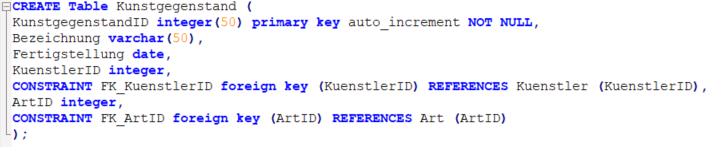 CREATE Table Kunstgegenstand (
KunstgegenstandID integer(50) primary key auto_increment NOT NULL,
Bezeichnung varchar(50),
Fertigstellung date,
KuenstlerID integer,
CONSTRAINT FK_KuenstlerID foreign key (KuenstlerID) REFERENCES Kuenstler (KuenstlerID),
ArtID integer,
CONSTRAINT FK_ArtID foreign key (ArtID) REFERENCES Art (ArtID)
);